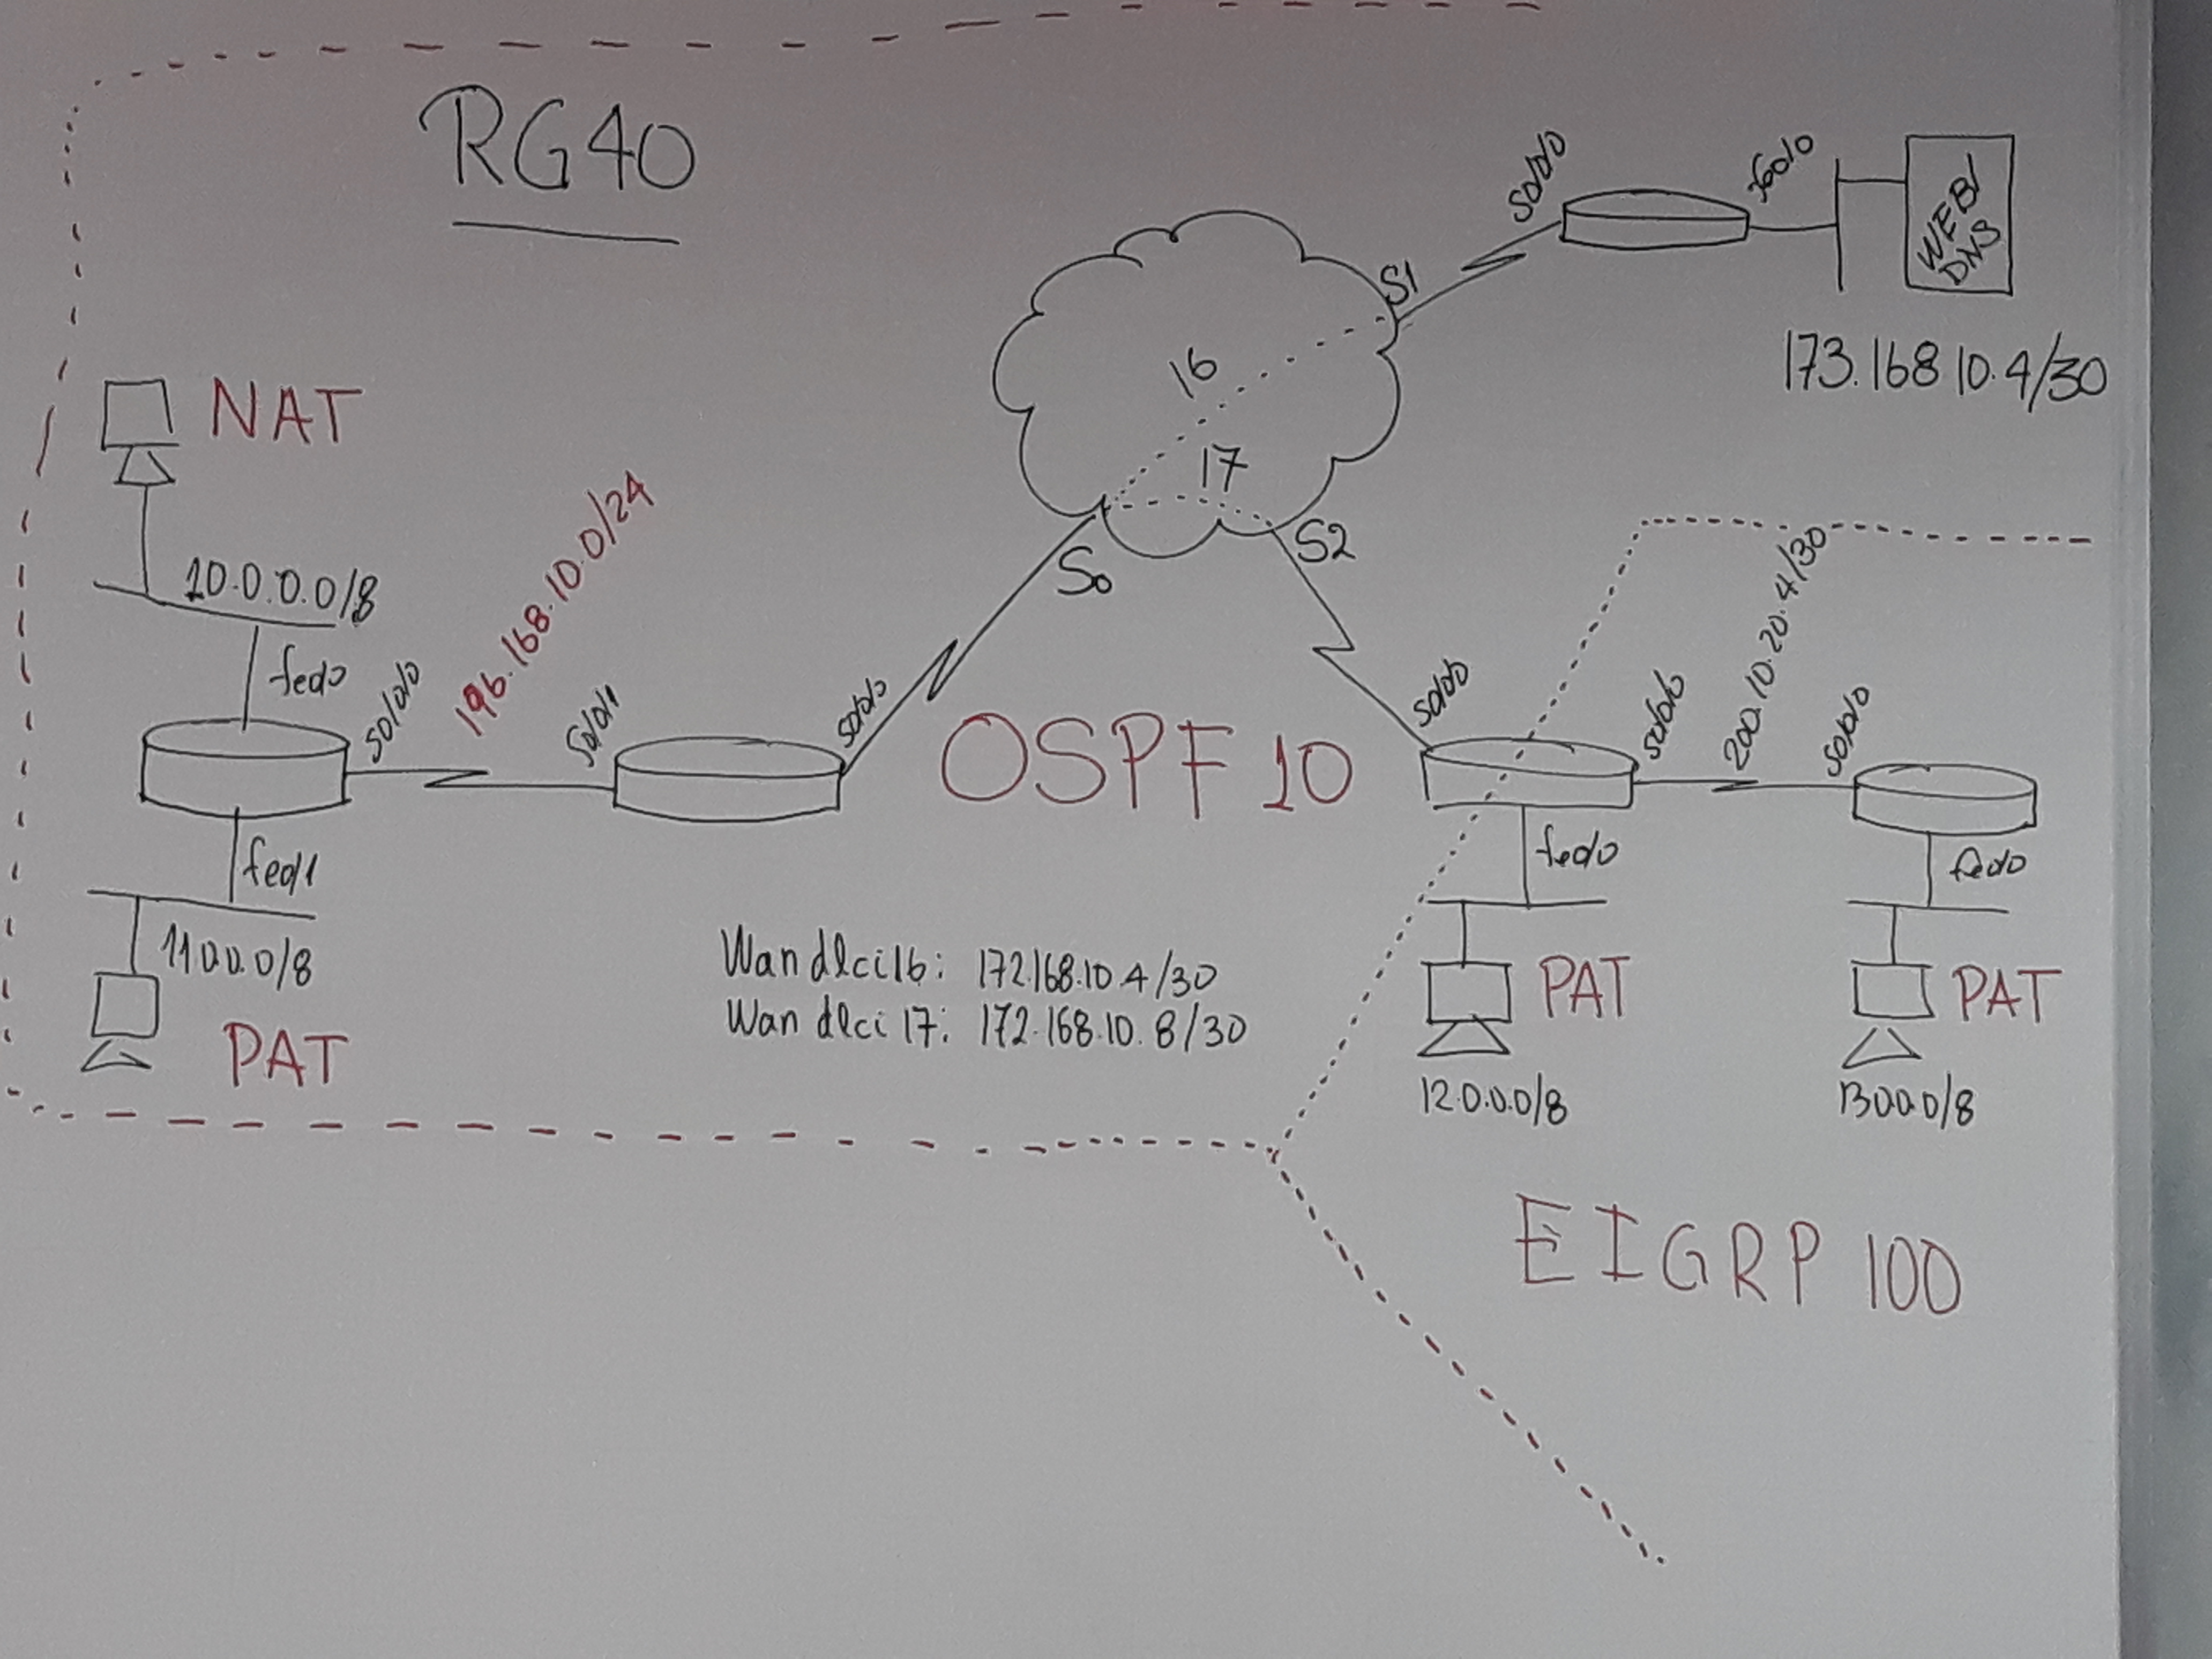 RG40
S0/0/0
fe0/0
WEB/
DNS
173.168 10.4/30
S1
16
17
S0
S2
NAT
10.0.0.0/8
fe0/0
S0/0/0
196.168.10.0/24
S0/0/1
S0/0/0
OSPF 10
fe0/1
11.0.0.0/8
PAT
Wan dlci 16: 172.168.10.4/30
Wan dlci 17: 172.168.10.8/30
S0/0/0
200.10.20.4/30
S0/0/0
fe0/0
fe0/0
PAT
PAT
12.0.0.0/8
13.0.0.0/8
EIGRP 100